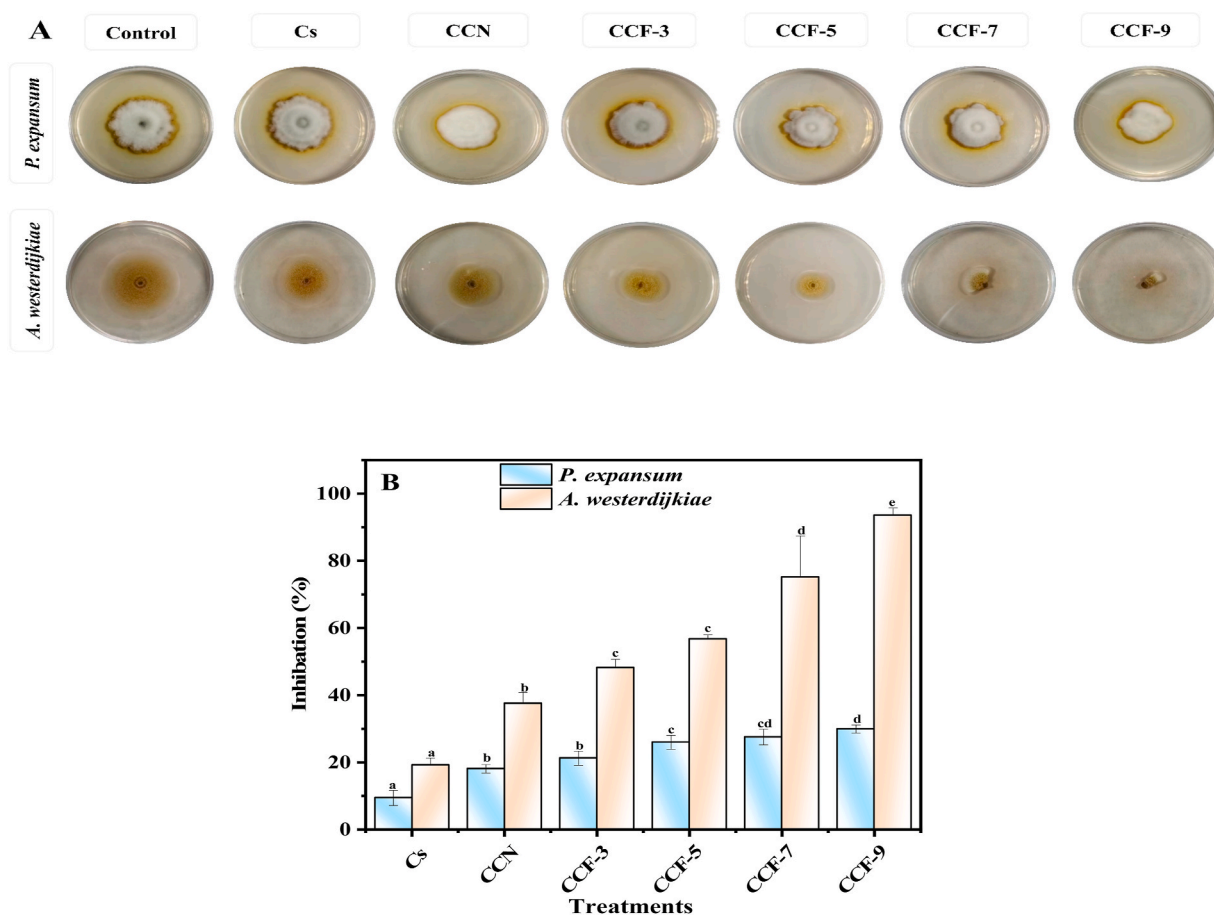 A
Control
Cs
CCN
CCF-3
CCF-5
CCF-7
CCF-9
P. expansum
A. westerdijkiae
B
P. expansum
A. westerdijkiae
Inhibation (%)
100
80
60
40
20
0
a
a
b
b
b
c
c
c
cd
d
d
e
Cs
CCN
CCF-3
CCF-5
CCF-7
CCF-9
Treatments